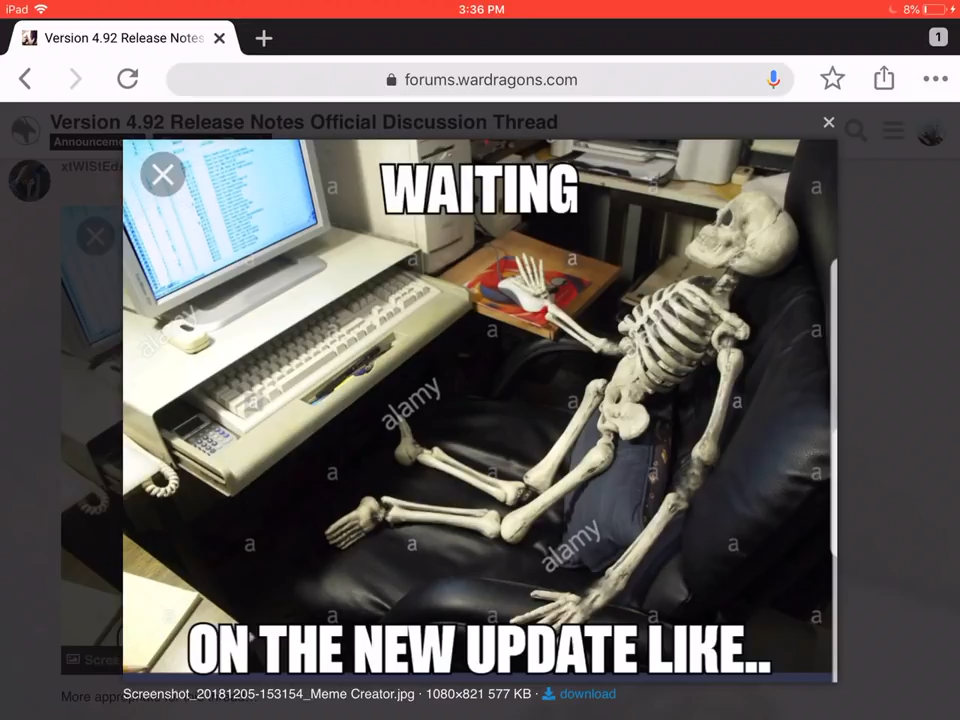 iPad
3:36 PM
8%
Version 4.92 Release Notes
1
forums.wardragons.com
Version 4.92 Release Notes Official Discussion Thread
WAITING
a a a
a a a
alamy
a a a a
alamy
a a
a a a
alamy
a a a
ON THE NEW UPDATE LIKE..
Screenshot_20181205-153154_Meme Creator.jpg · 1080×821 577 KB · download